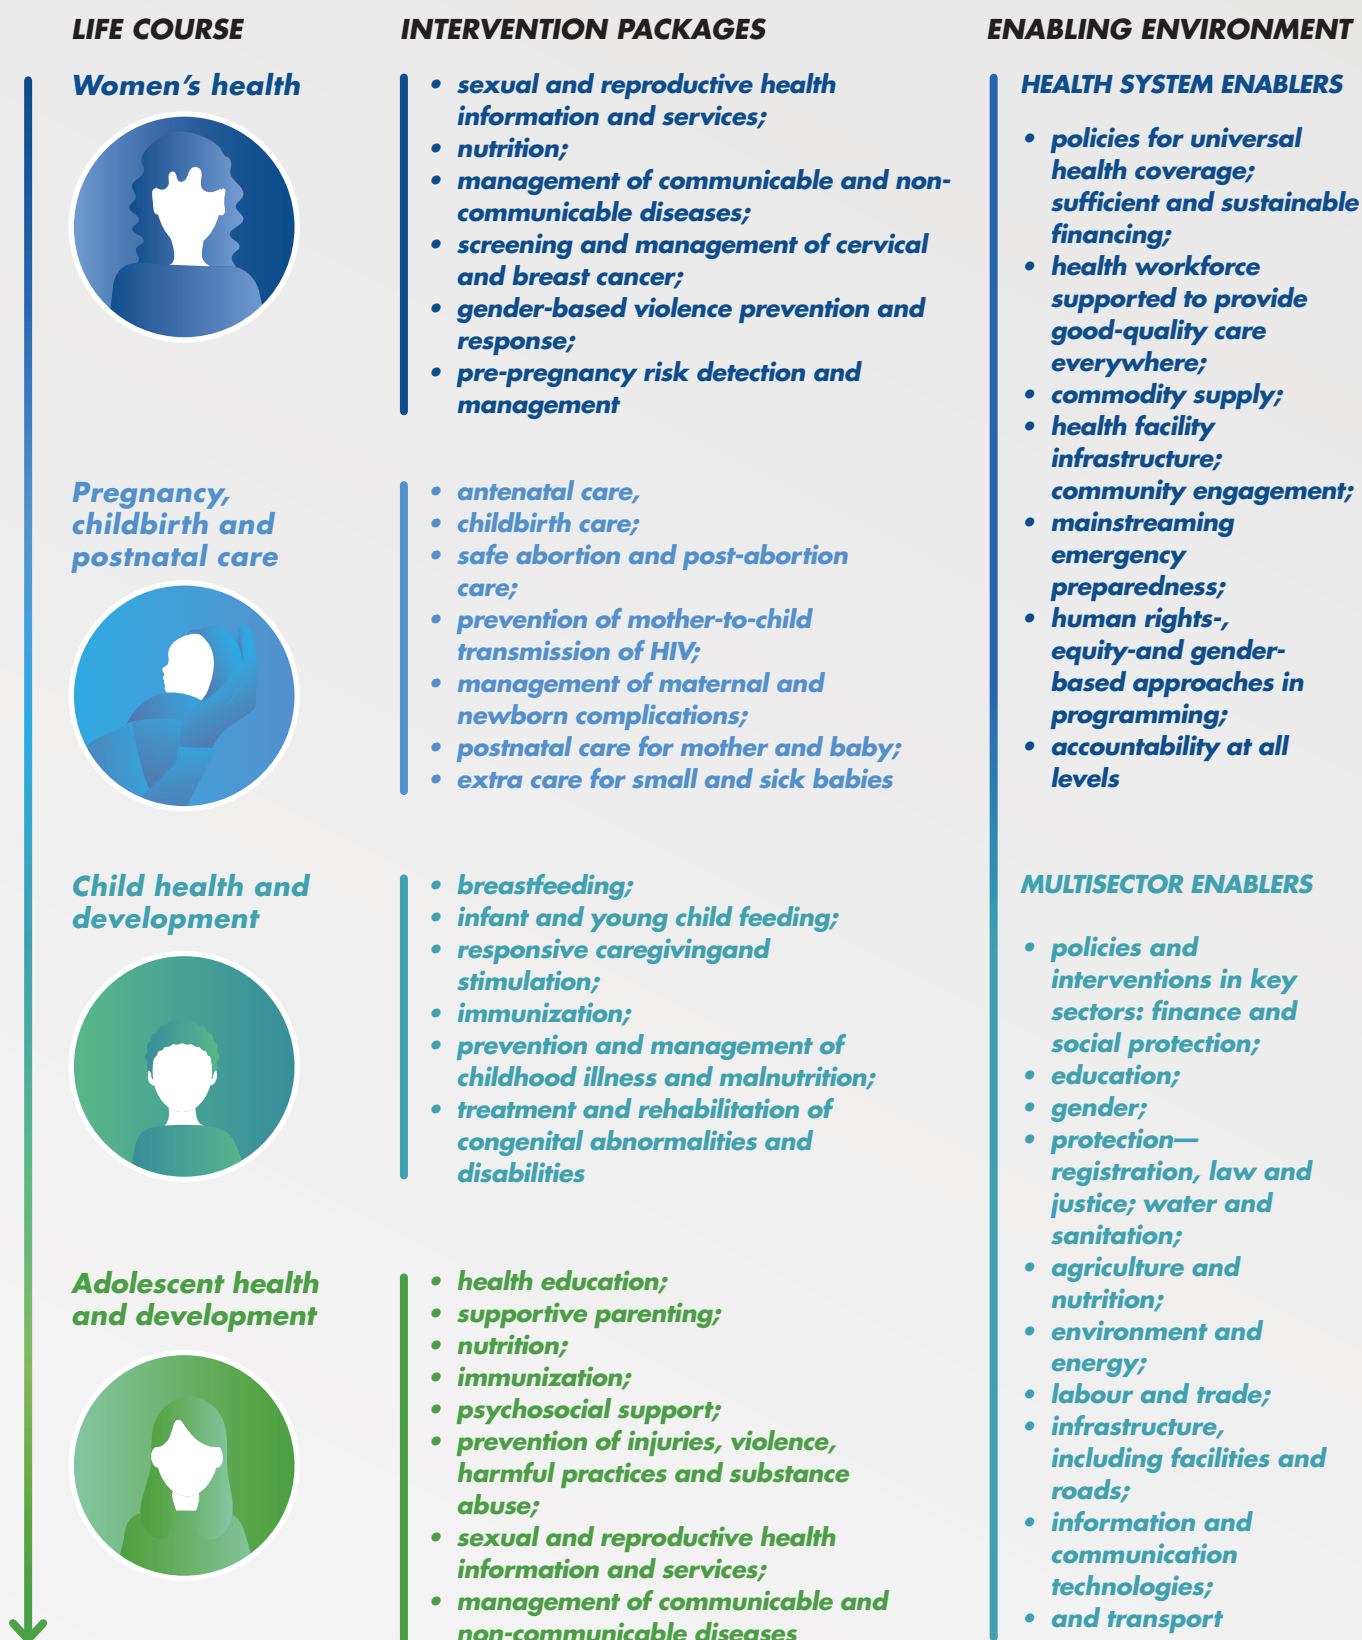 LIFE COURSE
Women's health
Pregnancy,
childbirth and
postnatal care
Child health and
development
Adolescent health
and development
INTERVENTION PACKAGES
• sexual and reproductive health
information and services;
• nutrition;
• management of communicable and non-
communicable diseases;
• screening and management of cervical
and breast cancer;
• gender-based violence prevention and
response;
• pre-pregnancy risk detection and
management
• antenatal care,
• childbirth care;
• safe abortion and post-abortion
care;
• prevention of mother-to-child
transmission of HIV;
• management of maternal and
newborn complications;
• postnatal care for mother and baby;
• extra care for small and sick babies
• breastfeeding;
• infant and young child feeding;
• responsive caregivingand
stimulation;
• immunization;
• prevention and management of
childhood illness and malnutrition;
• treatment and rehabilitation of
congenital abnormalities and
disabilities
• health education;
• supportive parenting;
• nutrition;
• immunization;
• psychosocial support;
• prevention of injuries, violence,
harmful practices and substance
abuse;
• sexual and reproductive health
information and services;
• management of communicable and
non-communicable diseases
ENABLING ENVIRONMENT
HEALTH SYSTEM ENABLERS
• policies for universal
health coverage;
sufficient and sustainable
financing;
• health workforce
supported to provide
good-quality care
everywhere;
• commodity supply;
• health facility
infrastructure;
community engagement;
• mainstreaming
emergency
preparedness;
• human rights-,
equity-and gender-
based approaches in
programming;
• accountability at all
levels
MULTISECTOR ENABLERS
• policies and
interventions in key
sectors: finance and
social protection;
• education;
• gender;
• protection—
registration, law and
justice; water and
sanitation;
• agriculture and
nutrition;
• environment and
energy;
• labour and trade;
• infrastructure,
including facilities and
roads;
• information and
communication
technologies;
• and transport